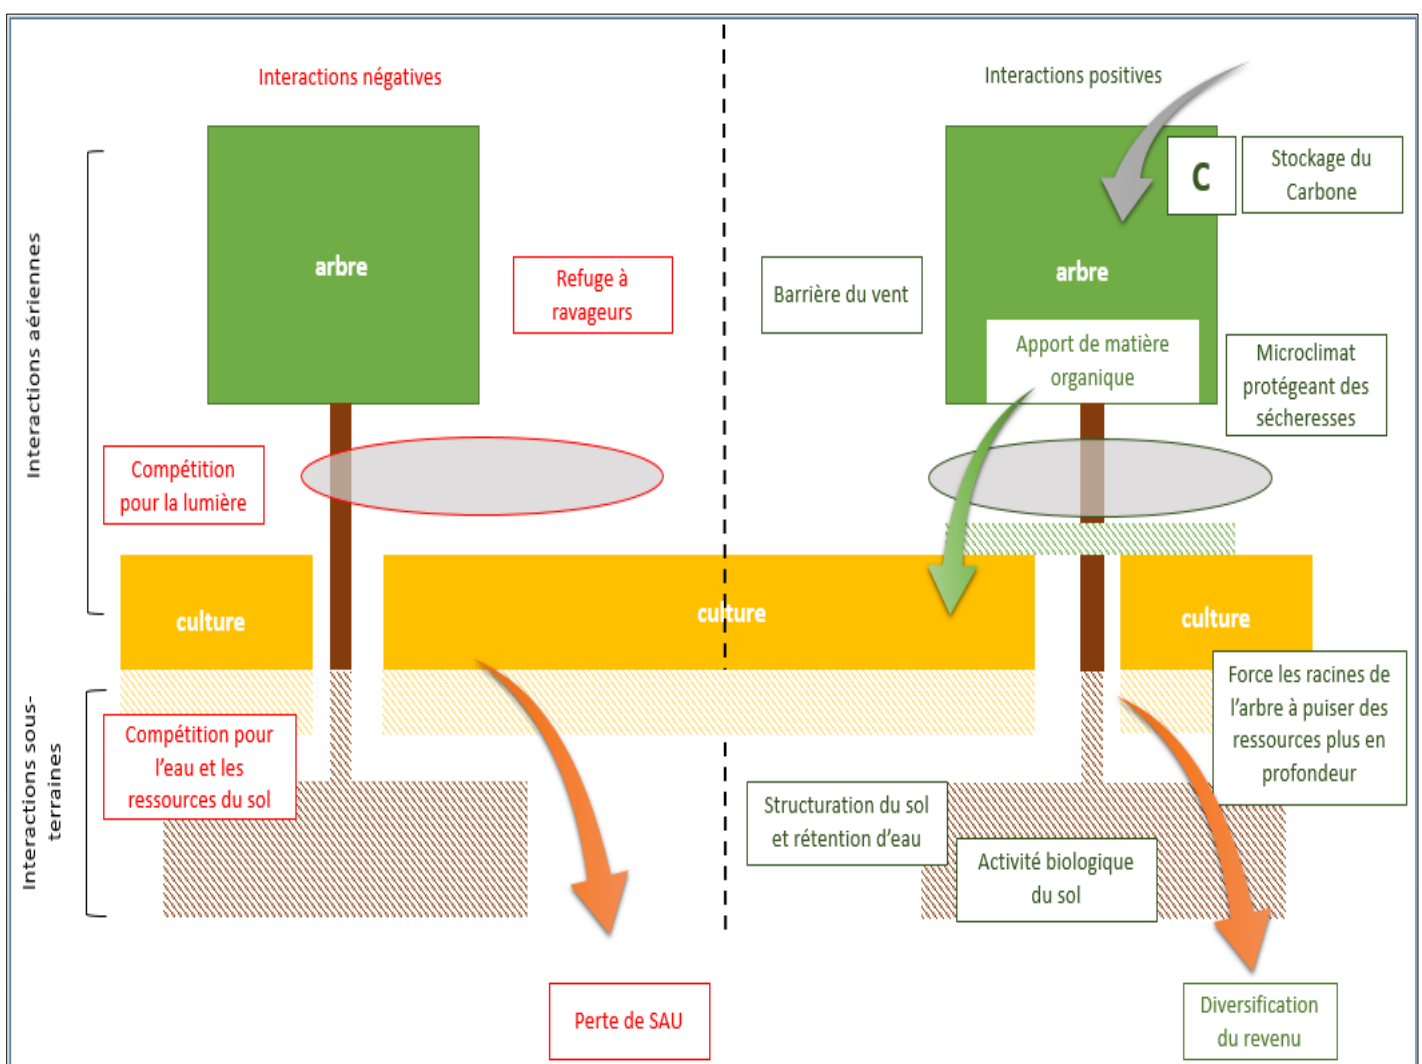 Interactions négatives
Interactions positives
Interactions aériennes
arbre
Refuge à
ravageurs
Compétition
pour la lumière
culture
culture
Interactions sous-
terraines
Compétition pour
l'eau et les
ressources du sol
Perte de SAU
C
Stockage du
Carbone
arbre
Barrière du vent
Apport de matière
organique
Microclimat
protégeant des
sécheresses
culture
Force les racines de
l'arbre à puiser des
ressources plus en
profondeur
Structuration du sol
et rétention d'eau
Activité biologique
du sol
Diversification
du revenu